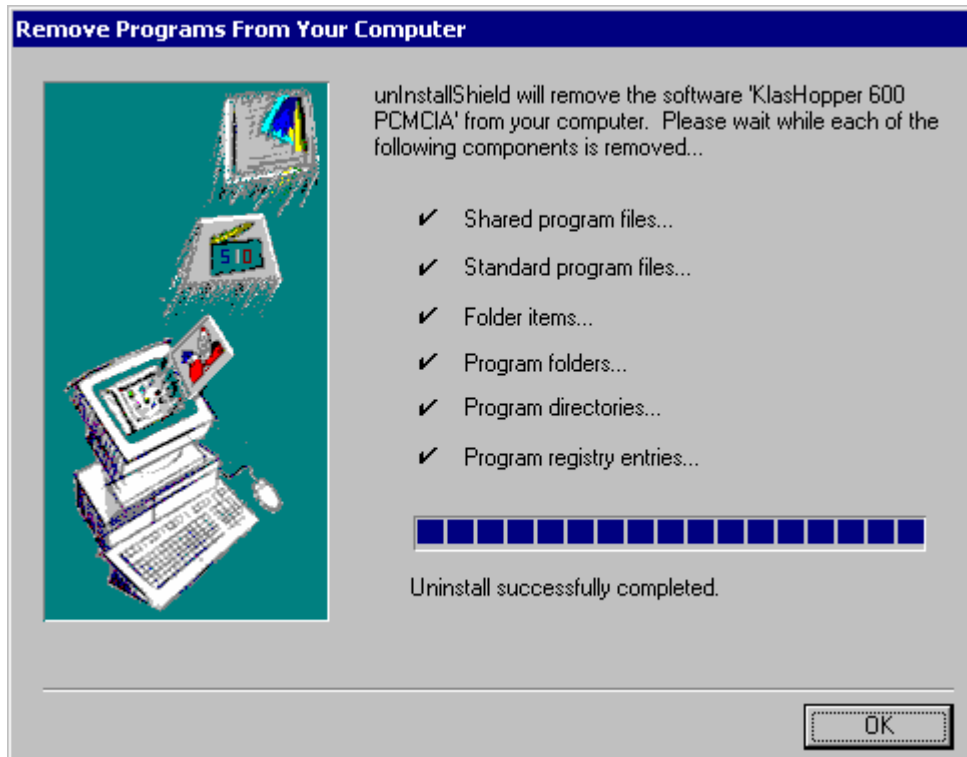 Remove Programs From Your Computer
unInstallShield will remove the software 'KlasHopper 600
PCMCIA' from your computer.  Please wait while each of the
following components is removed...
Shared program files...
Standard program files...
Folder items...
Program folders...
Program directories...
Program registry entries...
Uninstall successfully completed.
OK